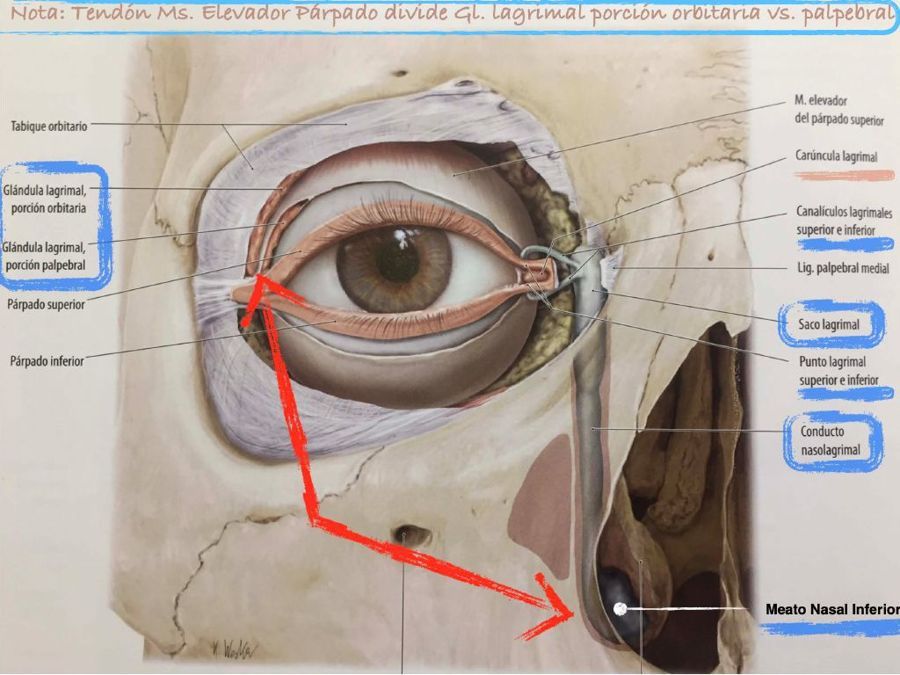 Nota: Tendón Ms. Elevador Párpado divide Gl. lagrimal porción orbitaria vs. palpebral
Tabique orbitario
Glándula lagrimal,
porción orbitaria
Glándula lagrimal,
porción palpebral
Párpado superior
Párpado inferior
M. elevador
del párpado superior
Carúncula lagrimal
Canalículos lagrimales
superior e inferior
Lig. palpebral medial
Saco lagrimal
Punto lagrimal
superior e inferior
Conducto
nasolagrimal
Meato Nasal Inferior